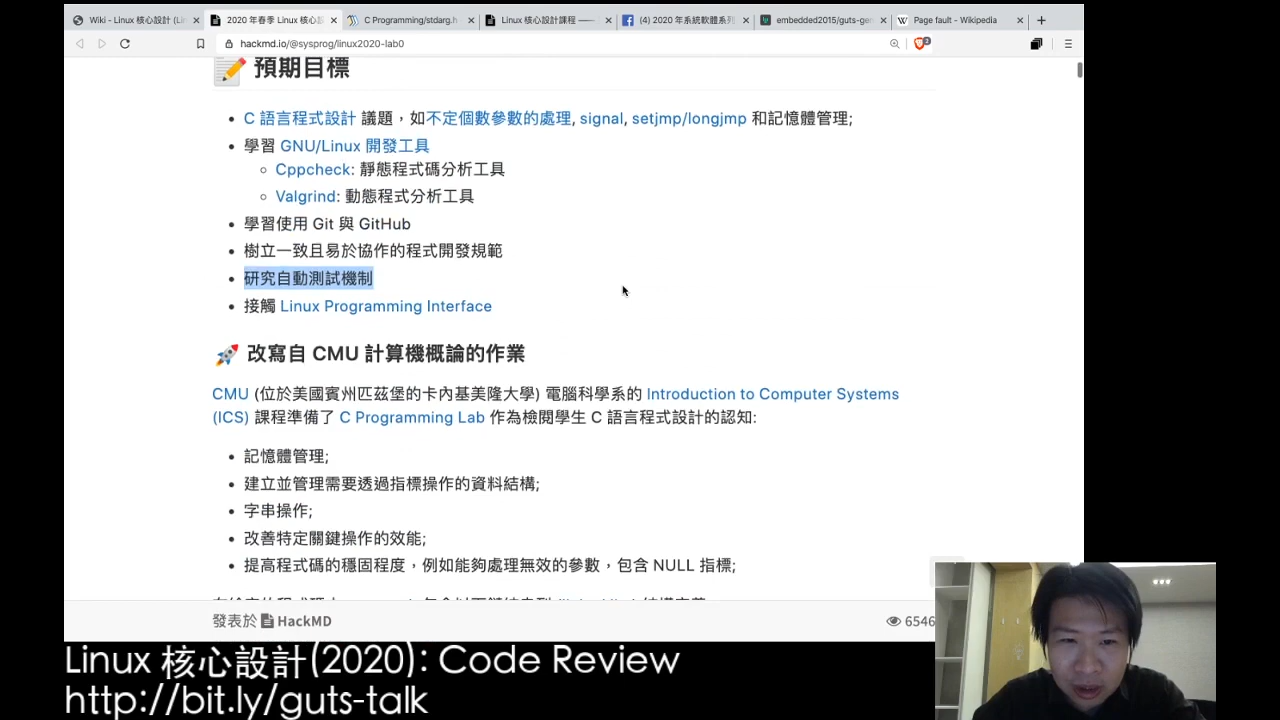 Wiki - Linux 核心設計 (Li
2020 年春季 Linux 核心設
C Programming/stdarg.h
Linux 核心設計課程 ——
(4) 2020 年系統軟體系列
embedded2015/guts-gen
Page fault - Wikipedia
hackmd.io/@sysprog/linux2020-lab0
預期目標
C 語言程式設計 議題，如不定個數參數的處理, signal, setjmp/longjmp 和記憶體管理;
學習 GNU/Linux 開發工具
Cppcheck: 靜態程式碼分析工具
Valgrind: 動態程式分析工具
學習使用 Git 與 GitHub
樹立一致且易於協作的程式開發規範
研究自動測試機制
接觸 Linux Programming Interface
改寫自 CMU 計算機概論的作業
CMU (位於美國賓州匹茲堡的卡內基美隆大學) 電腦科學系的 Introduction to Computer Systems
(ICS) 課程準備了 C Programming Lab 作為檢閱學生 C 語言程式設計的認知:
記憶體管理;
建立並管理需要透過指標操作的資料結構;
字串操作;
改善特定關鍵操作的效能;
提高程式碼的穩固程度，例如能夠處理無效的參數，包含 NULL 指標;
發表於 HackMD
6546
Linux 核心設計(2020): Code Review
http://bit.ly/guts-talk